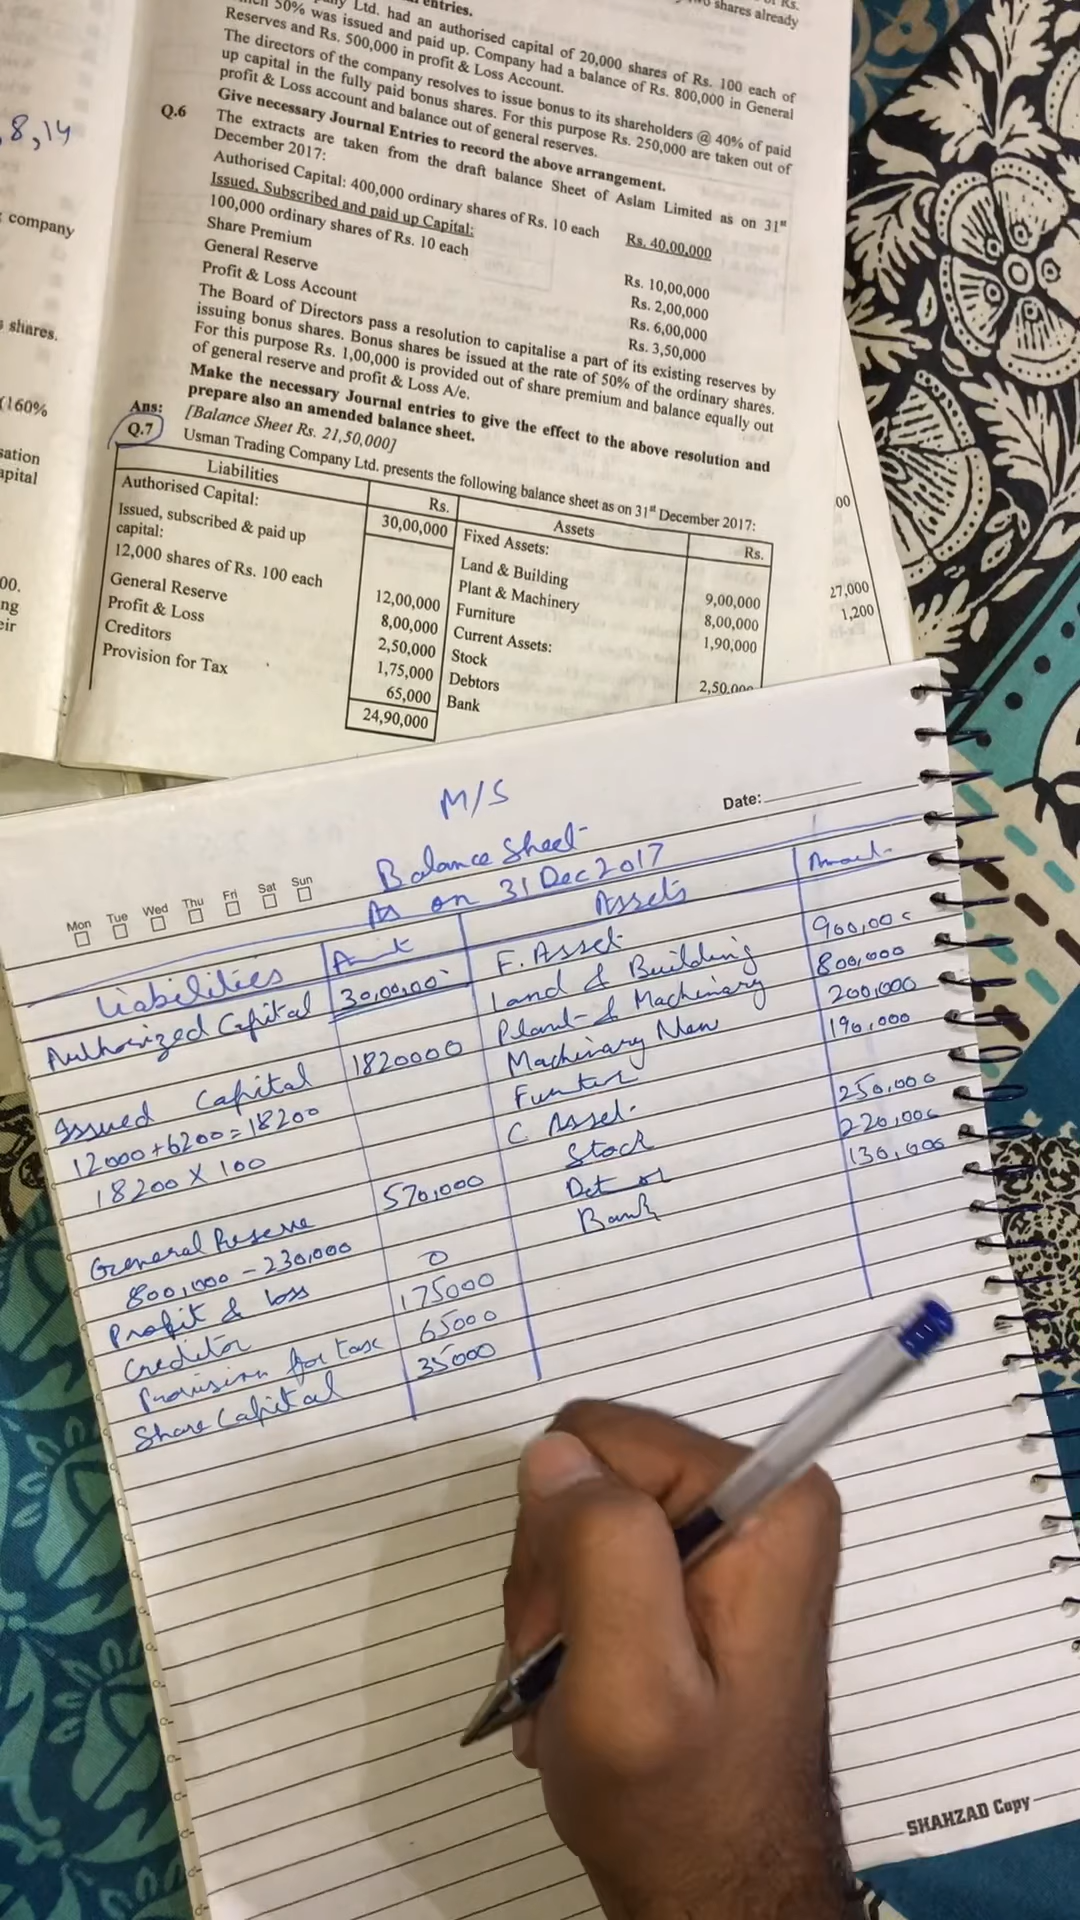 entries.
shares already
Ltd. had an authorised capital of 20,000 shares of Rs. 100 each of
50% was issued and paid up. Company had a balance of Rs. 800,000 in General
Reserves and Rs. 500,000 in profit & Loss Account.
The directors of the company resolves to issue bonus to its shareholders @ 40% of paid
up capital in the fully paid bonus shares. For this purpose Rs. 250,000 are taken out of
profit & Loss account and balance out of general reserves.
Give necessary Journal Entries to record the above arrangement.
Q.6 The extracts are taken from the draft balance Sheet of Aslam Limited as on 31st
December 2017:
Authorised Capital: 400,000 ordinary shares of Rs. 10 each Rs. 40,00,000
Issued, Subscribed and paid up Capital:
100,000 ordinary shares of Rs. 10 each Rs. 10,00,000
Share Premium Rs. 2,00,000
General Reserve Rs. 6,00,000
Profit & Loss Account Rs. 3,50,000
The Board of Directors pass a resolution to capitalise a part of its existing reserves by
issuing bonus shares. Bonus shares be issued at the rate of 50% of the ordinary shares.
For this purpose Rs. 1,00,000 is provided out of share premium and balance equally out
of general reserve and profit & Loss A/e.
Make the necessary Journal entries to give the effect to the above resolution and
prepare also an amended balance sheet.
Ans: [Balance Sheet Rs. 21,50,000]
Q.7 Usman Trading Company Ltd. presents the following balance sheet as on 31st December 2017:
Liabilities Rs. Assets Rs.
Authorised Capital: 30,00,000 Fixed Assets:
Issued, subscribed & paid up Land & Building 9,00,000
capital: Plant & Machinery 8,00,000
12,000 shares of Rs. 100 each 12,00,000 Furniture 1,90,000
General Reserve 8,00,000 Current Assets:
Profit & Loss 2,50,000 Stock 2,50,000
Creditors 1,75,000 Debtors
Provision for Tax 65,000 Bank
24,90,000
8,14
company
shares.
(160%
00.
ng
eir
00
27,000
1,200
M/S
Date:
Mon Tue Wed Thu Fri Sat Sun
Balance Sheet
As on 31 Dec 2017
Liabilities Assets
Authorized Capital 30,00,00 F. Asset
Land & Building 900,000
Issued Capital 1820000 Plant & Machinary 800,000
12000+6200=18200 Machinary New 200,000
18200 X 100 190,000
C Asset
General Reserve 570,000 Stock 250,000
800,000 - 230,000 220,000
Profit & loss 0 Bank 130,000
Creditor 175000
Provision for tax 65000
Share Capital 35000
SHAHZAD Copy